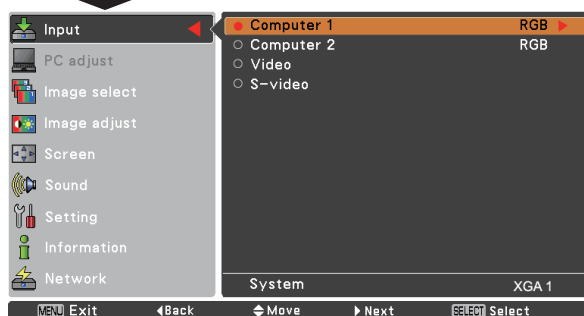 Input
PC adjust
Image select
Image adjust
Screen
Sound
Setting
Information
Network
Computer 1 RGB
Computer 2 RGB
Video
S-video
System XGA 1
MENU Exit Back Move Next SELECT Select